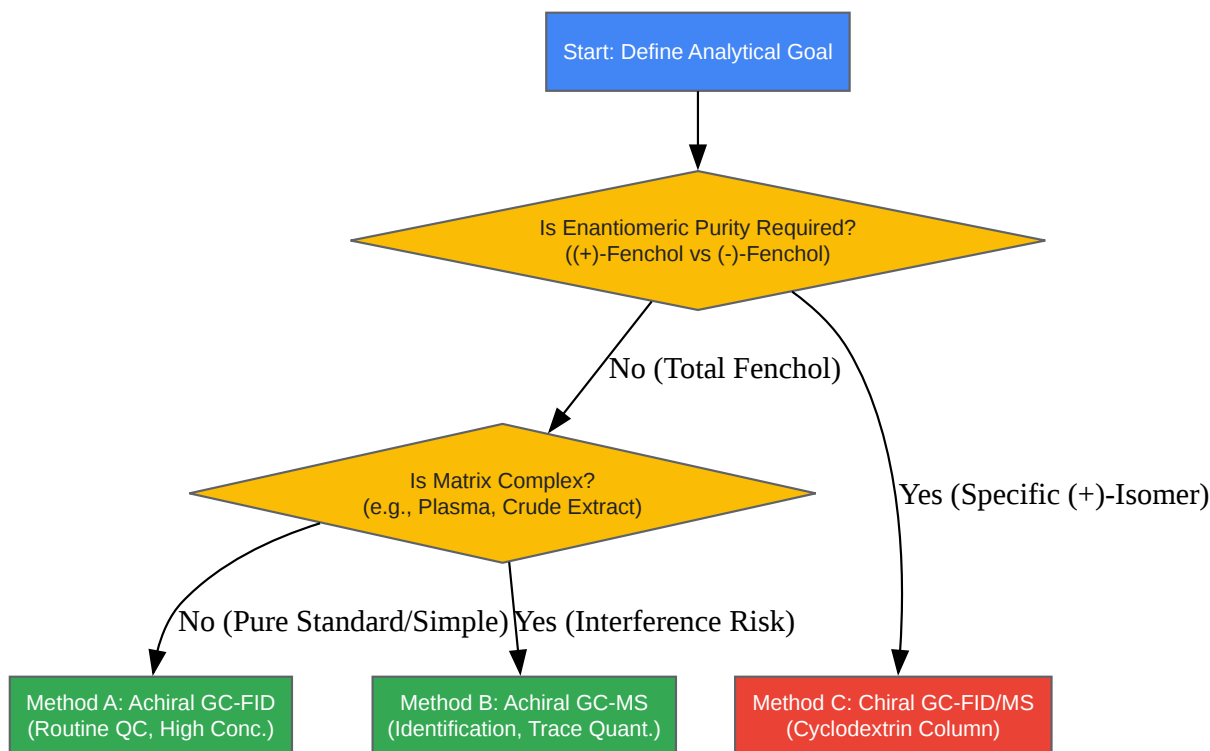 Start: Define Analytical Goal
Is Enantiomeric Purity Required?
((+)-Fenchol vs (-)-Fenchol)
No (Total Fenchol)
Is Matrix Complex?
(e.g., Plasma, Crude Extract)
Yes (Specific (+)-Isomer)
No (Pure Standard/Simple)
Yes (Interference Risk)
Method A: Achiral GC-FID
(Routine QC, High Conc.)
Method B: Achiral GC-MS
(Identification, Trace Quant.)
Method C: Chiral GC-FID/MS
(Cyclodextrin Column)